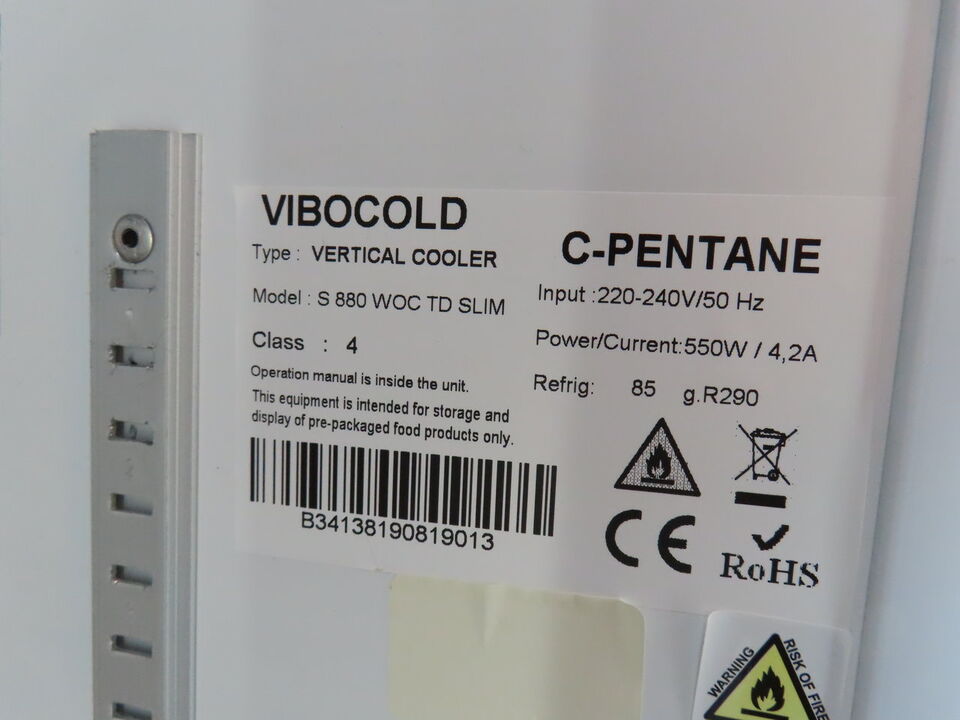 VIBOCOLD
Type : VERTICAL COOLER
Model : S 880 WOC TD SLIM
Class : 4
Operation manual is inside the unit.
This equipment is intended for storage and
display of pre-packaged food products only.
B34138190819013
C-PENTANE
Input :220-240V/50 Hz
Power/Current:550W / 4,2A
Refrig: 85 g.R290
CE
RoHS
WARNING
RISK OF FIRE